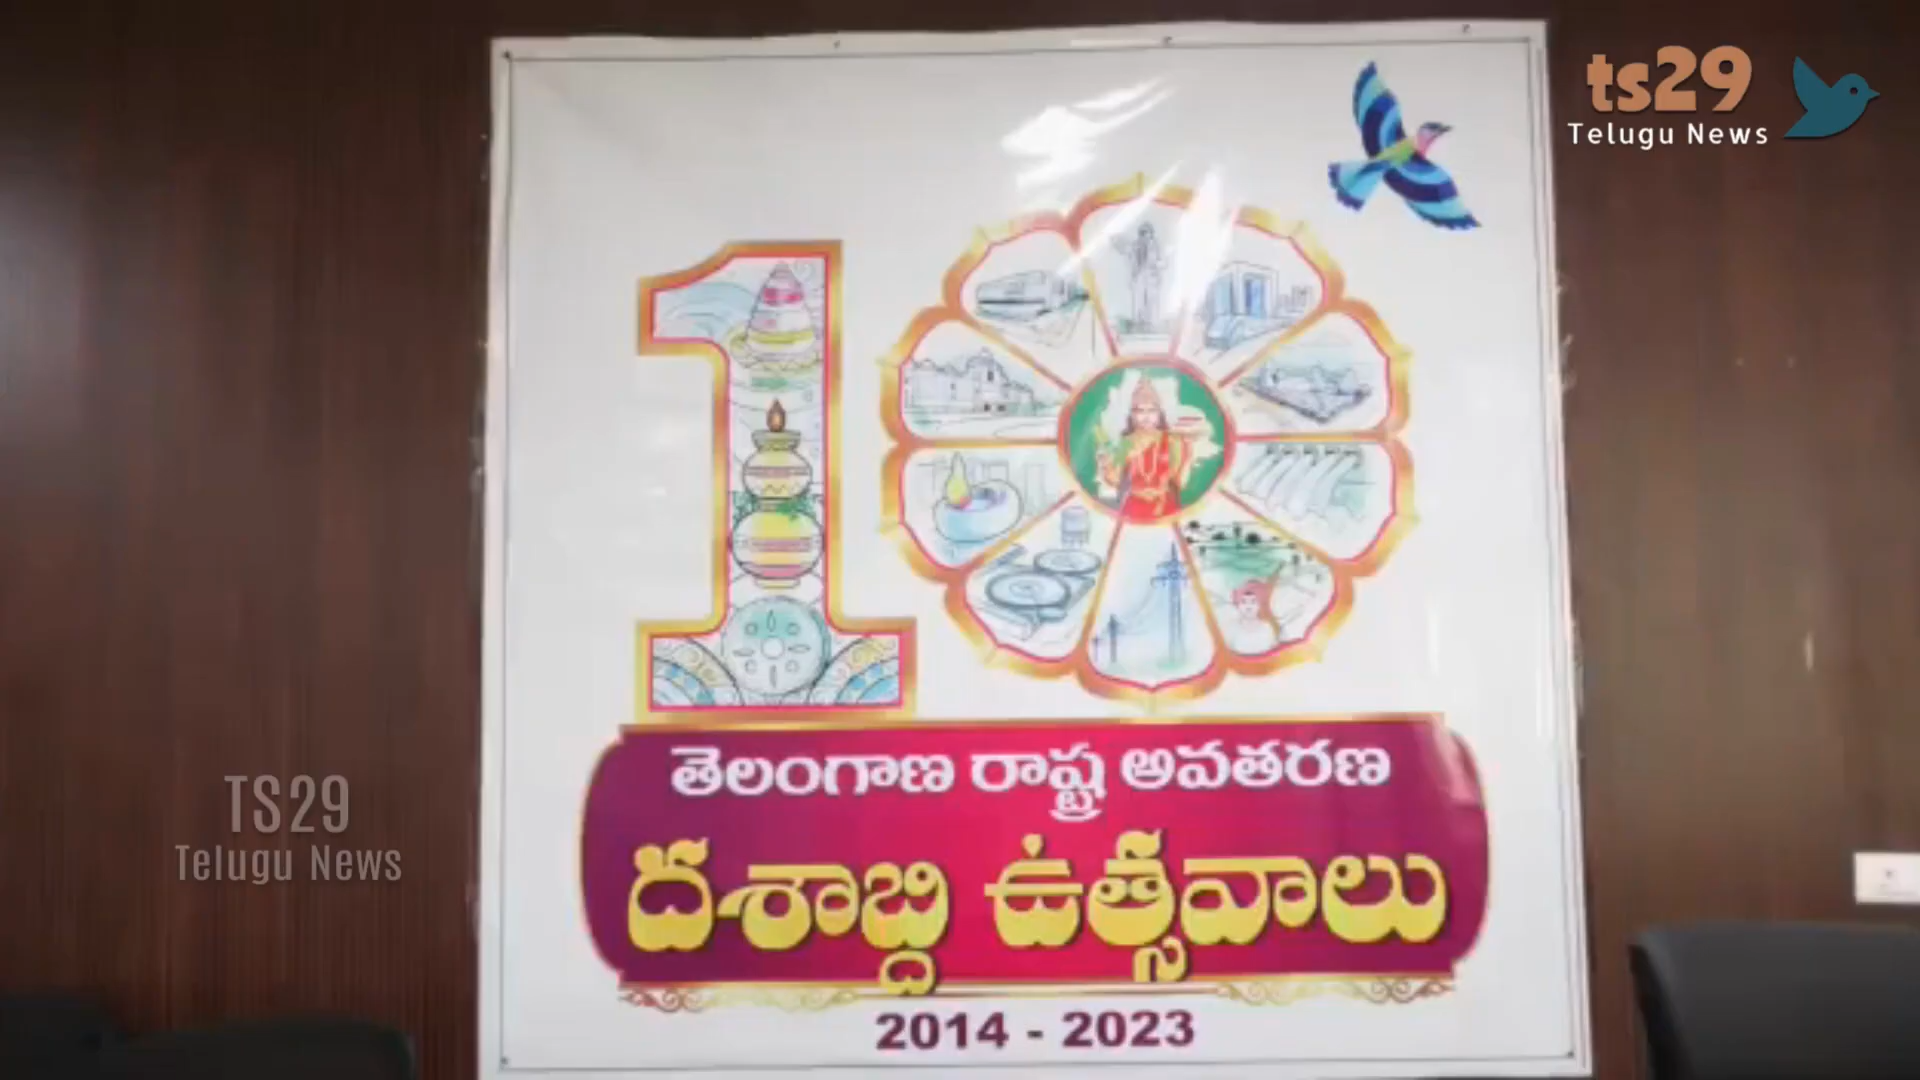 ts29
Telugu News
10
తెలంగాణ రాష్ట్ర అవతరణ
దశాబ్ది ఉత్సవాలు
2014 - 2023
TS29
Telugu News